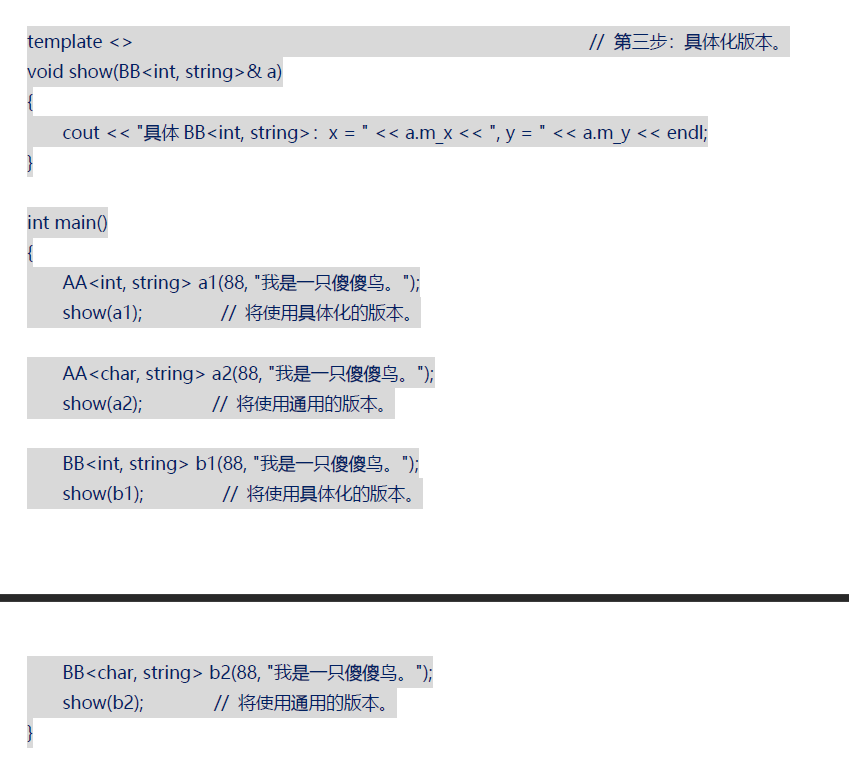 template <> // 第三步：具体化版本。
void show(BB<int, string>& a)
{
cout << "具体 BB<int, string>：x = " << a.m_x << ", y = " << a.m_y << endl;
}
int main()
{
AA<int, string> a1(88, "我是一只傻傻鸟。");
show(a1); // 将使用具体化的版本。
AA<char, string> a2(88, "我是一只傻傻鸟。");
show(a2); // 将使用通用的版本。
BB<int, string> b1(88, "我是一只傻傻鸟。");
show(b1); // 将使用具体化的版本。
BB<char, string> b2(88, "我是一只傻傻鸟。");
show(b2); // 将使用通用的版本。
}